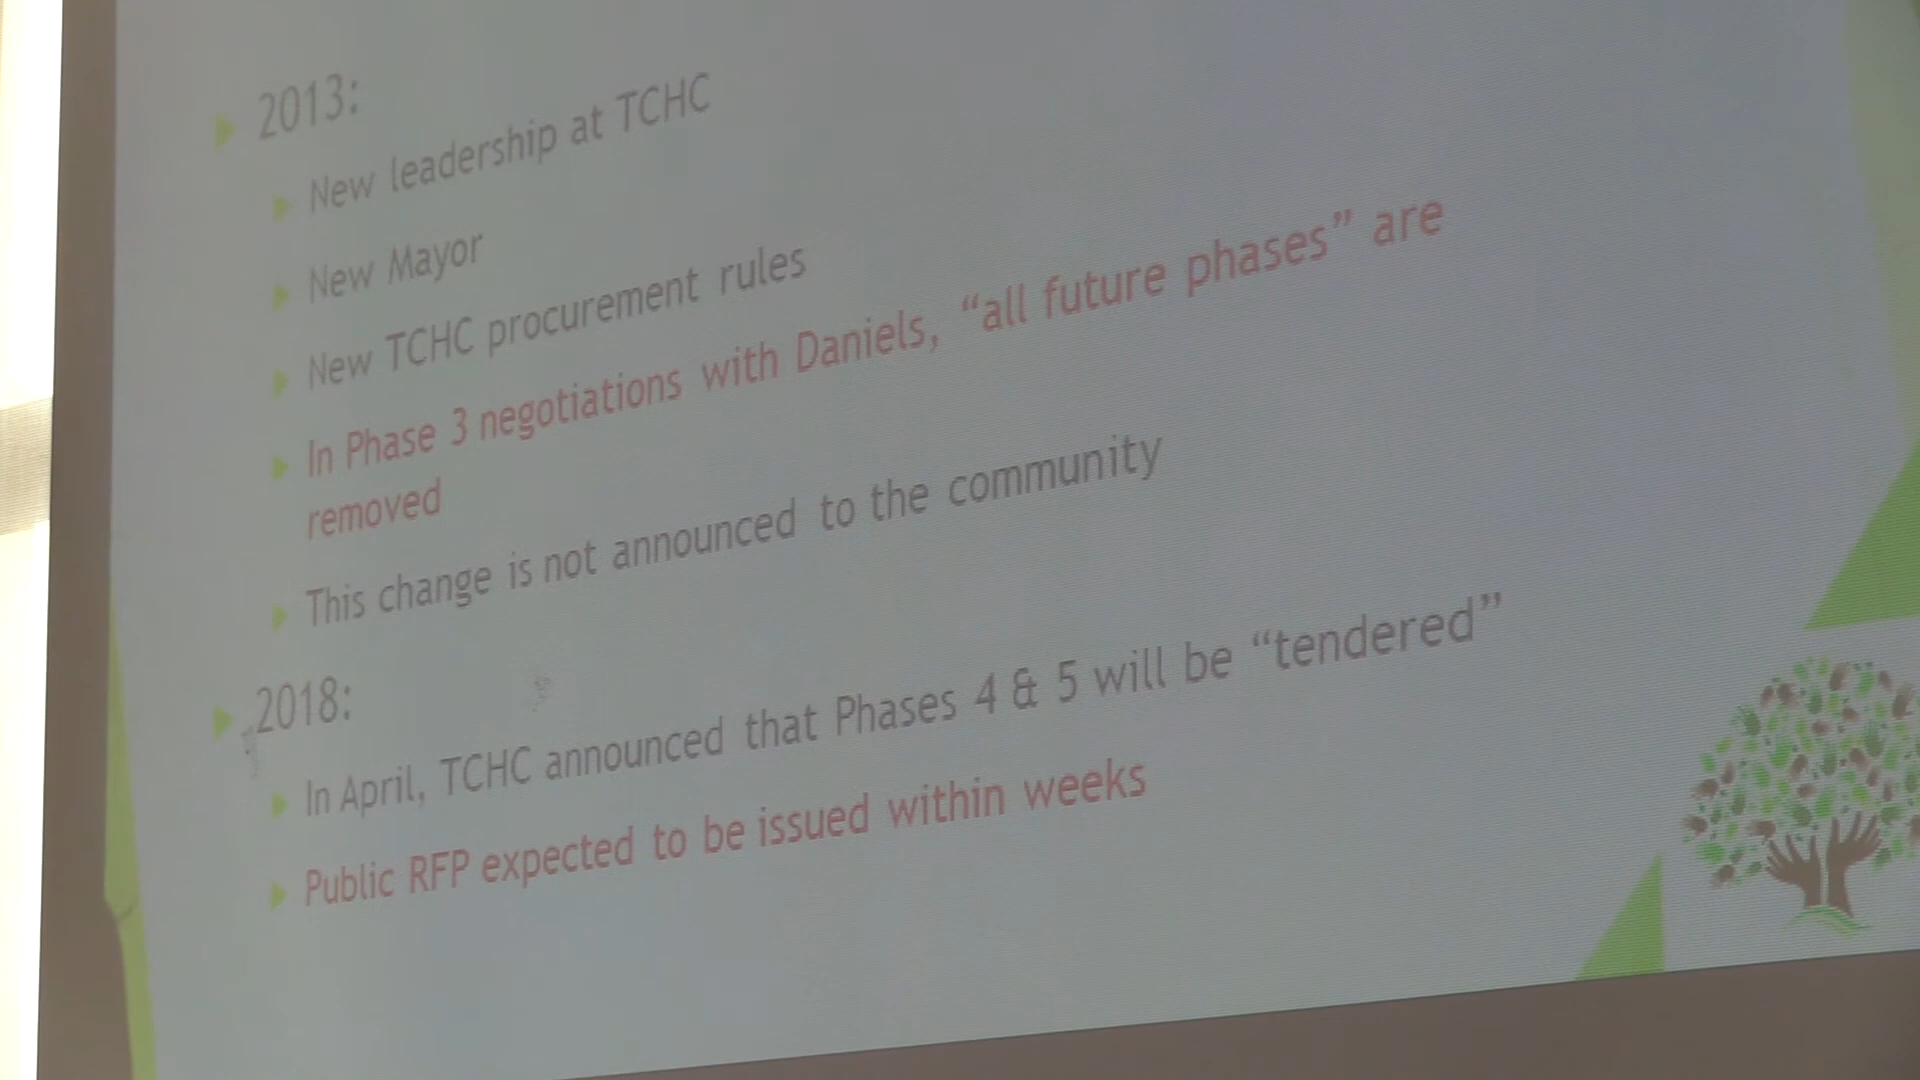 2013:
New leadership at TCHC
New Mayor
New TCHC procurement rules
In Phase 3 negotiations with Daniels, “all future phases” are
removed
This change is not announced to the community
2018:
In April, TCHC announced that Phases 4 & 5 will be “tendered”
Public RFP expected to be issued within weeks